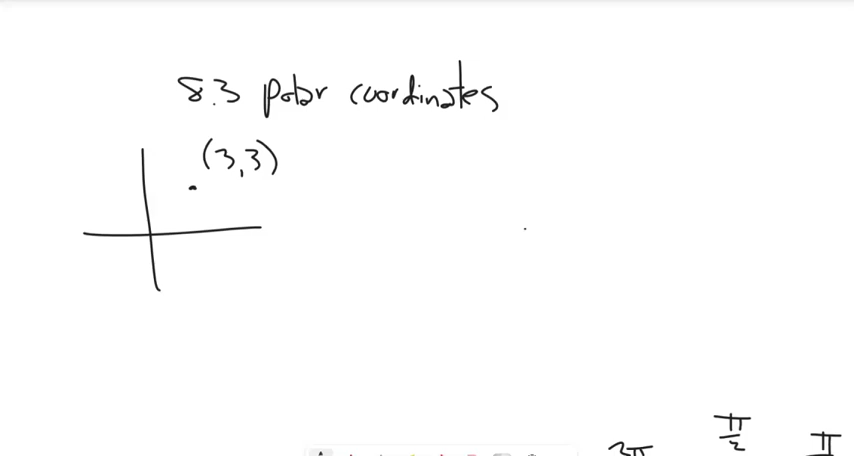 8.3 polar coordinates
(3,3)
π/2